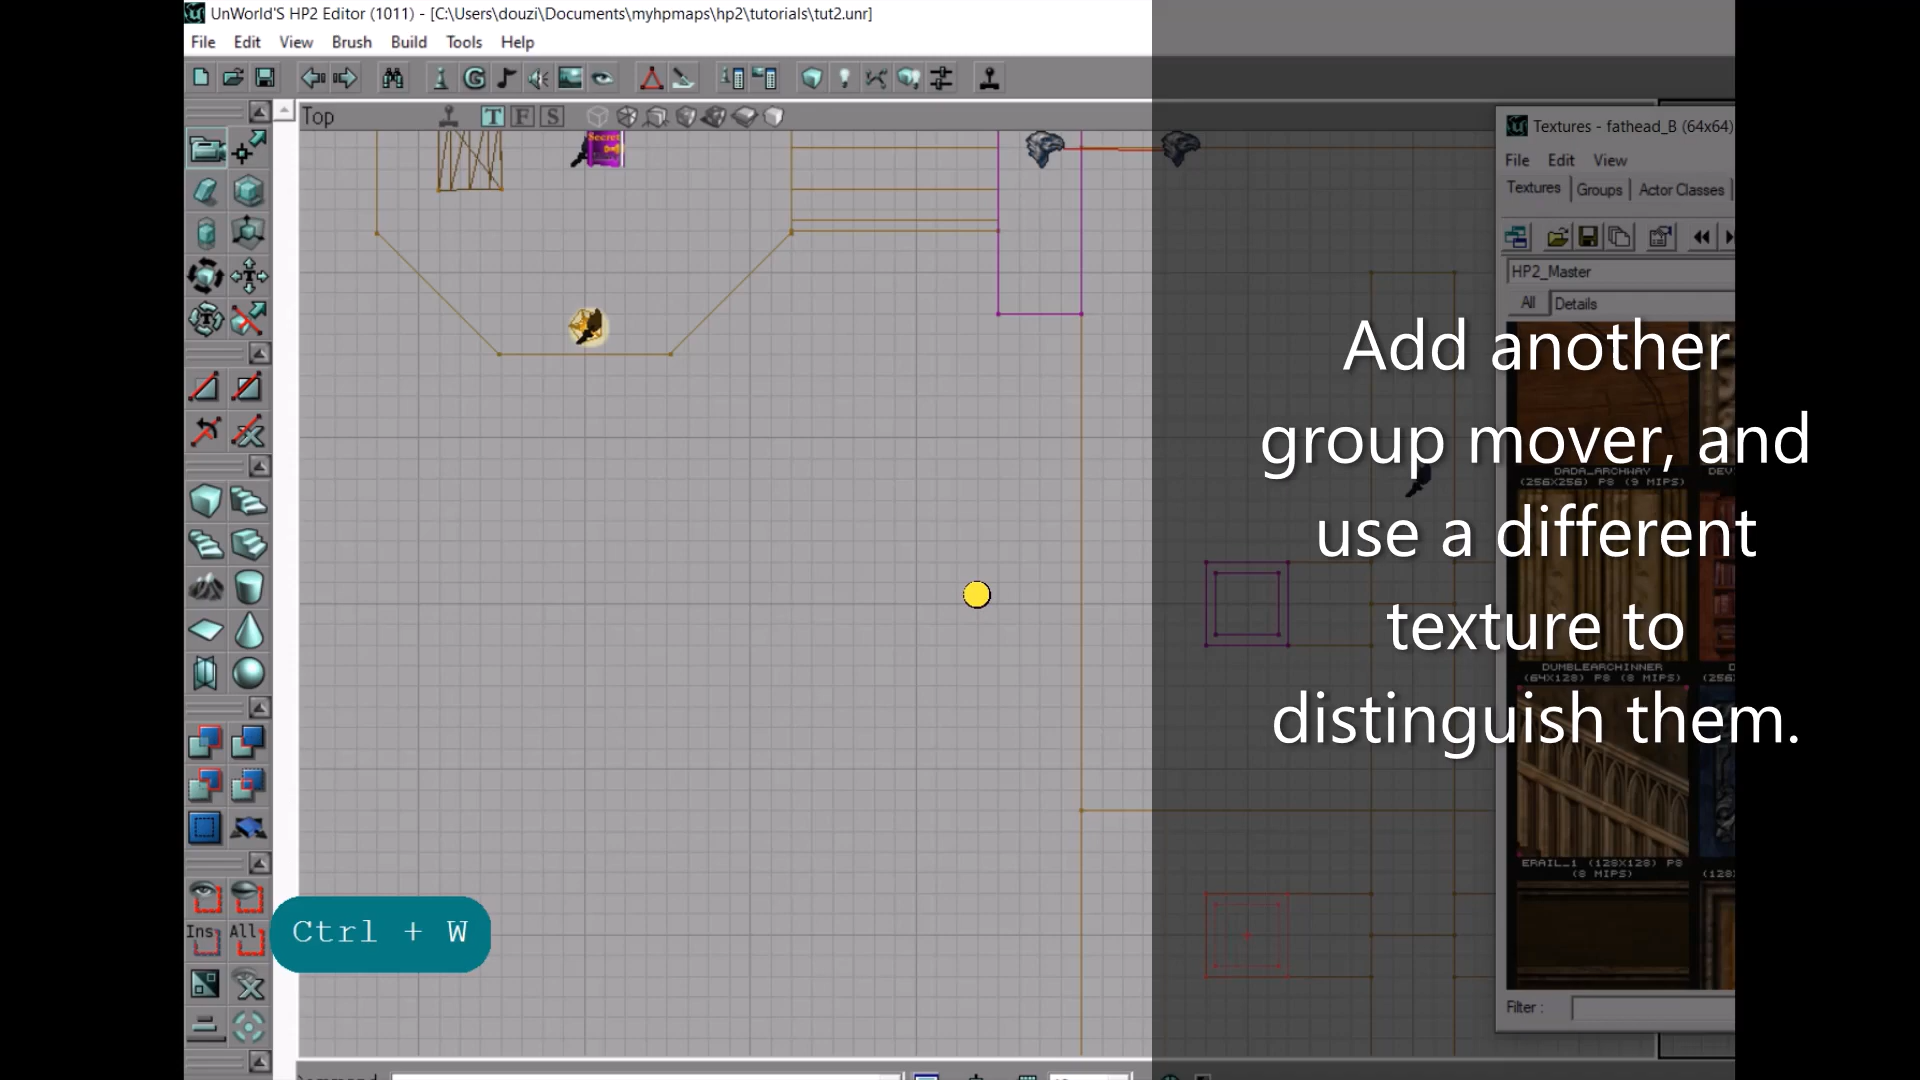 UnWorld'S HP2 Editor (1011) - [C:\Users\douzi\Documents\myhpmaps\hp2\tutorials\tut2.unr]
File Edit View Brush Build Tools Help
Top
T F S
Secret
Textures - fathead_B (64x64)
File Edit View
Textures Groups Actor Classes
HP2_Master
All Details
Add another
group mover, and
use a different
texture to
distinguish them.
DADA_ARCHWAY
(256X256) P8 (9 MIPS)
DUMBLEARCHINNER
(64X128) P8 (8 MIPS)
ERAIL_1 (128X128) P8
(8 MIPS)
Filter :
Ctrl + W
Ins All